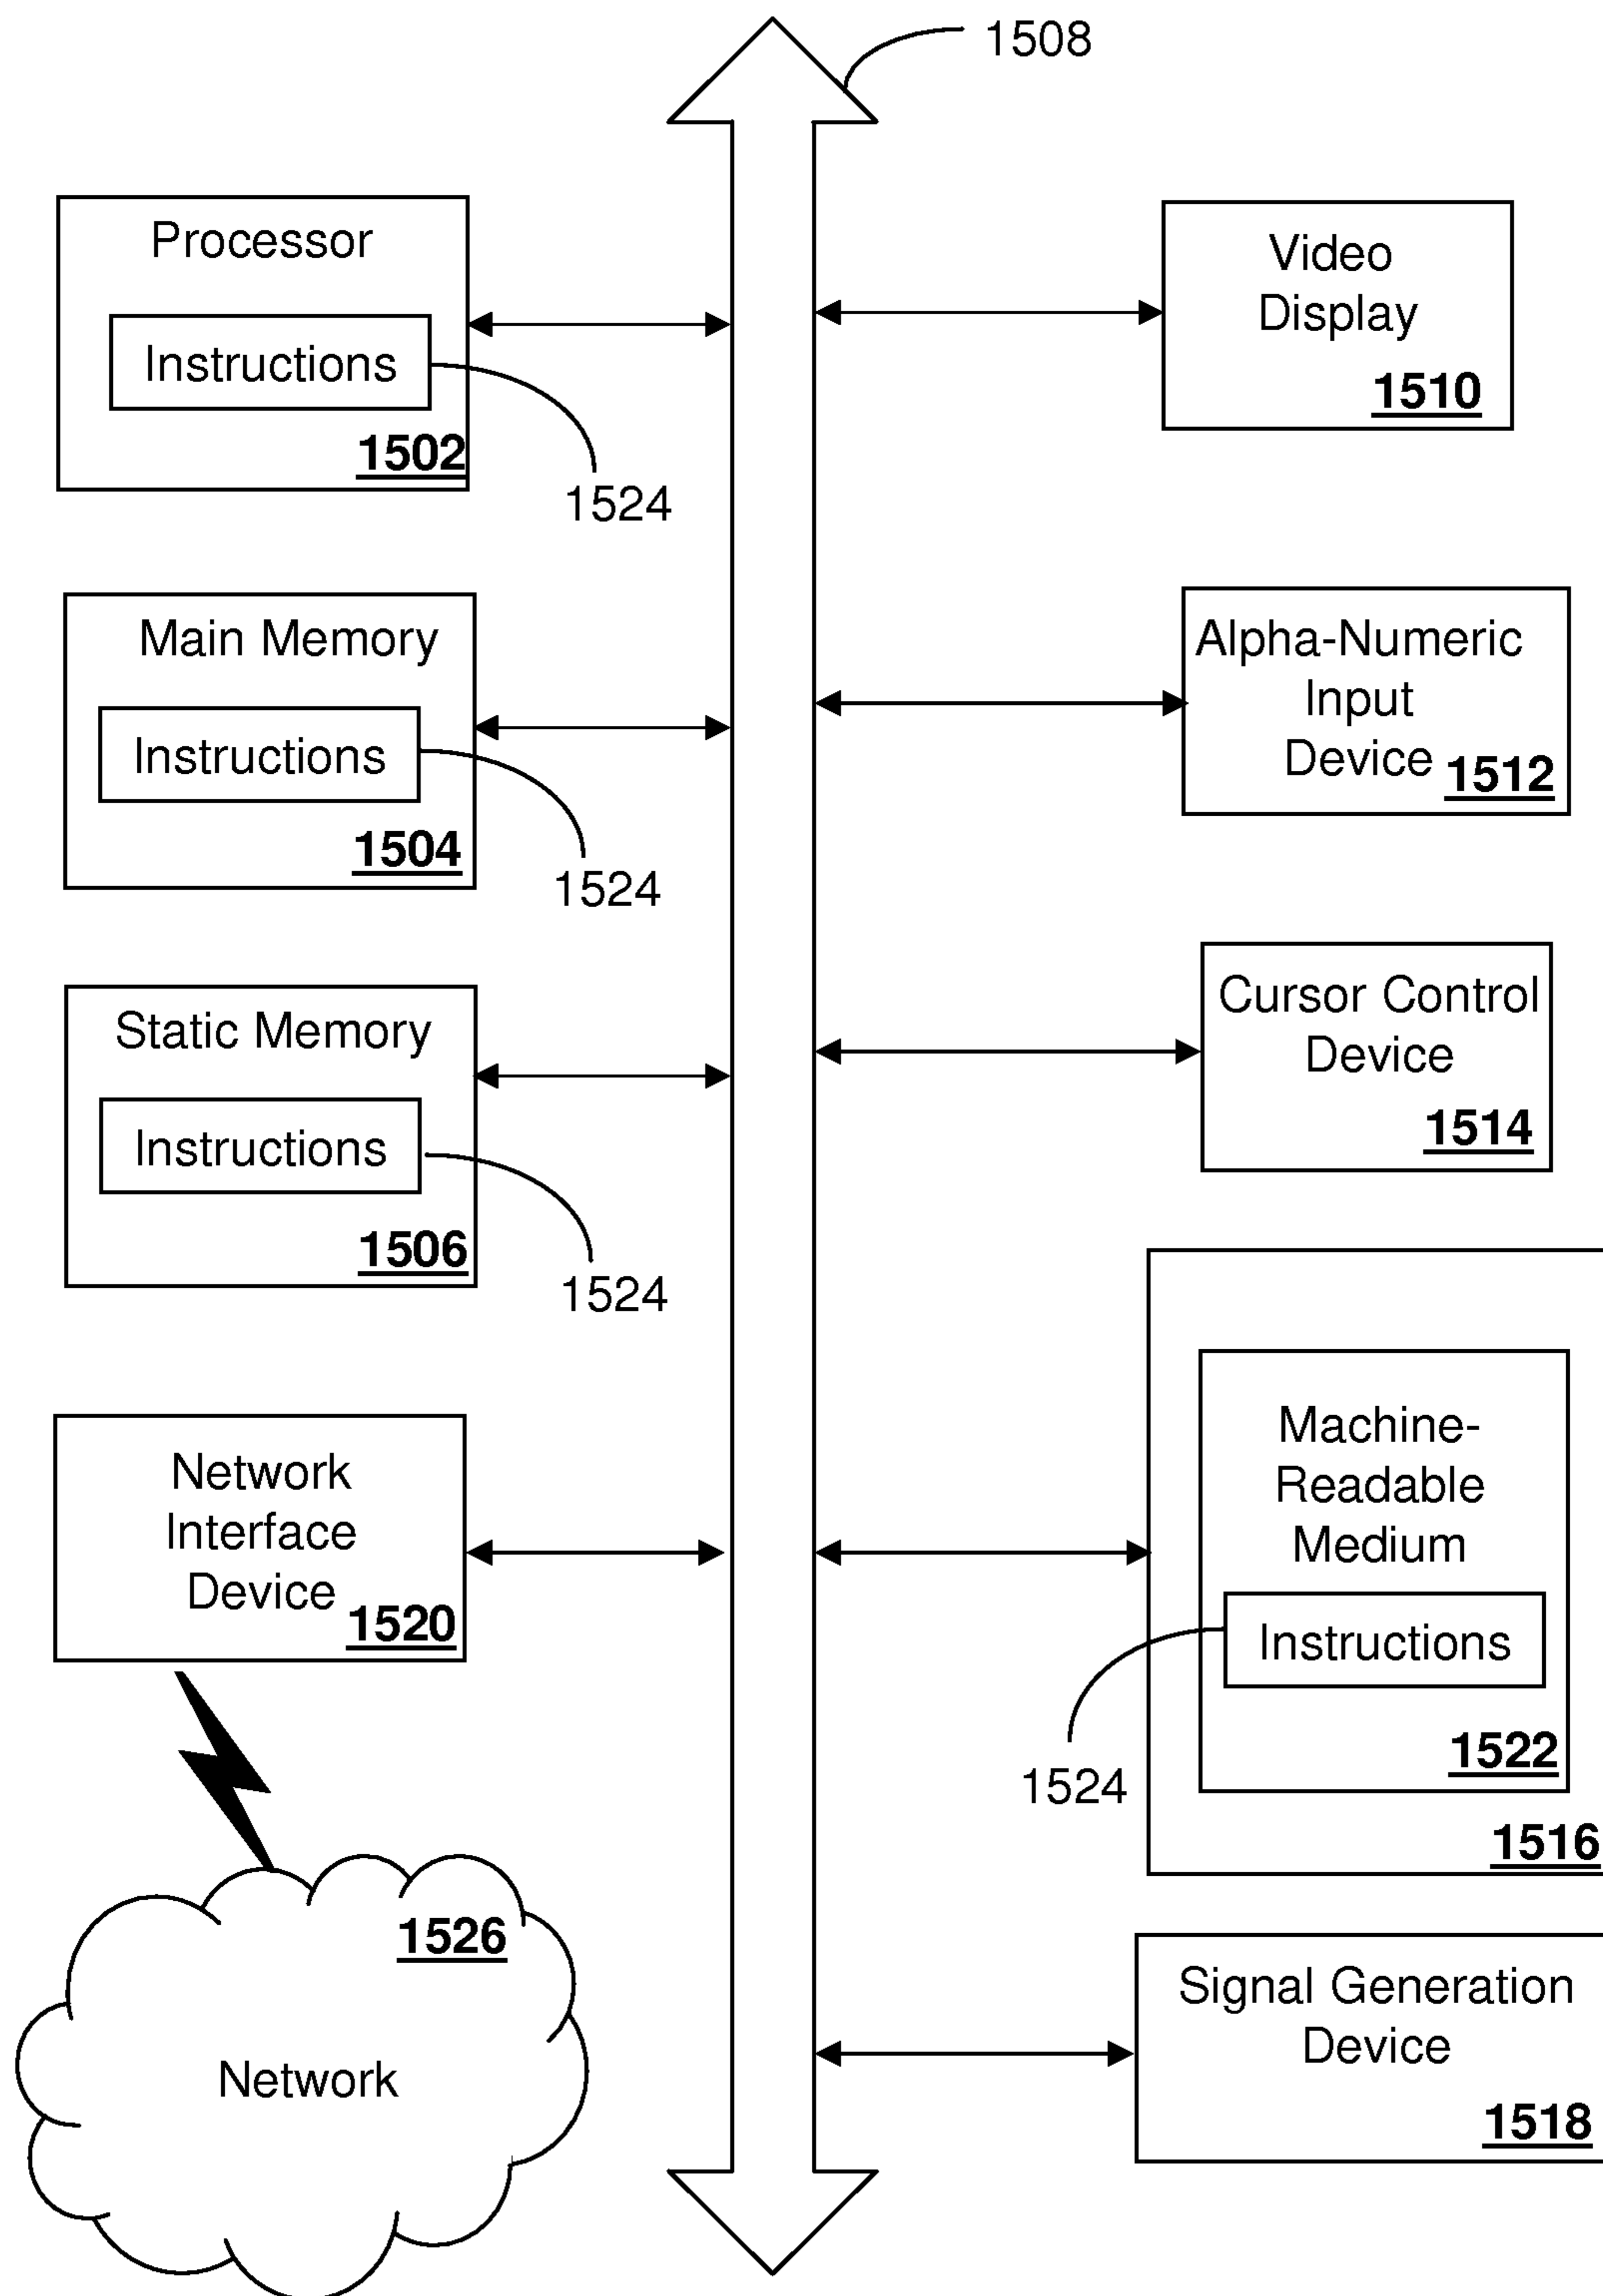 1508
Processor
Instructions
1502
1524
Main Memory
Instructions
1504
1524
Static Memory
Instructions
1506
1524
Network
Interface
Device
1520
1526
Network
Video
Display
1510
Alpha-Numeric
Input
Device 1512
Cursor Control
Device
1514
Machine-
Readable
Medium
Instructions
1522
1524
1516
Signal Generation
Device
1518